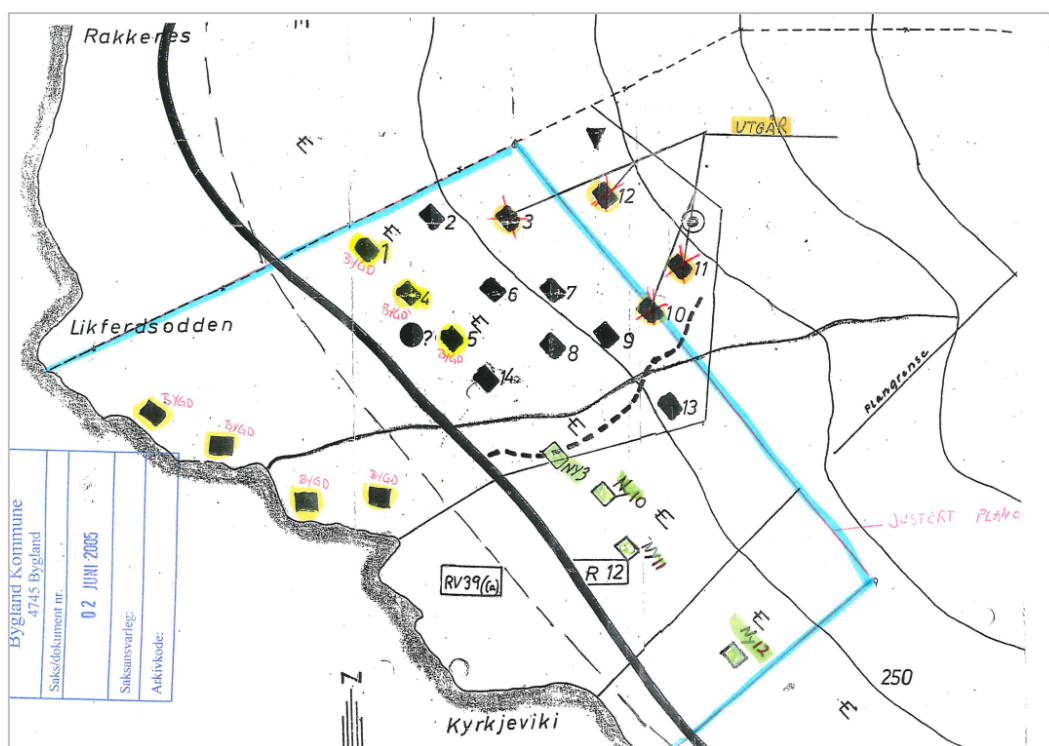 Rakkenes
UTGÅR
12
2
3
1
BYGD
11
4
6
7
10
BYGD
?
5
BYGD
8
9
Likferdsodden
14
13
Plangrense
BYGD
BYGD
BYGD
BYGD
NY3
NY10
NY11
JUSTERT PLANG
R 12
RV39(a)
NY12
250
Z
Kyrkjeviki
Bygland Kommune
4745 Bygland
Saks/dokument nr.
02 JUNI 2005
Saksansvarleg:
Arkivkode: